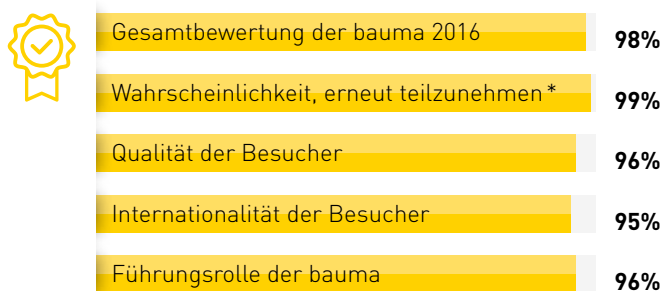 Gesamtbewertung der bauma 2016 98%
Wahrscheinlichkeit, erneut teilzunehmen* 99%
Qualität der Besucher 96%
Internationalität der Besucher 95%
Führungsrolle der bauma 96%